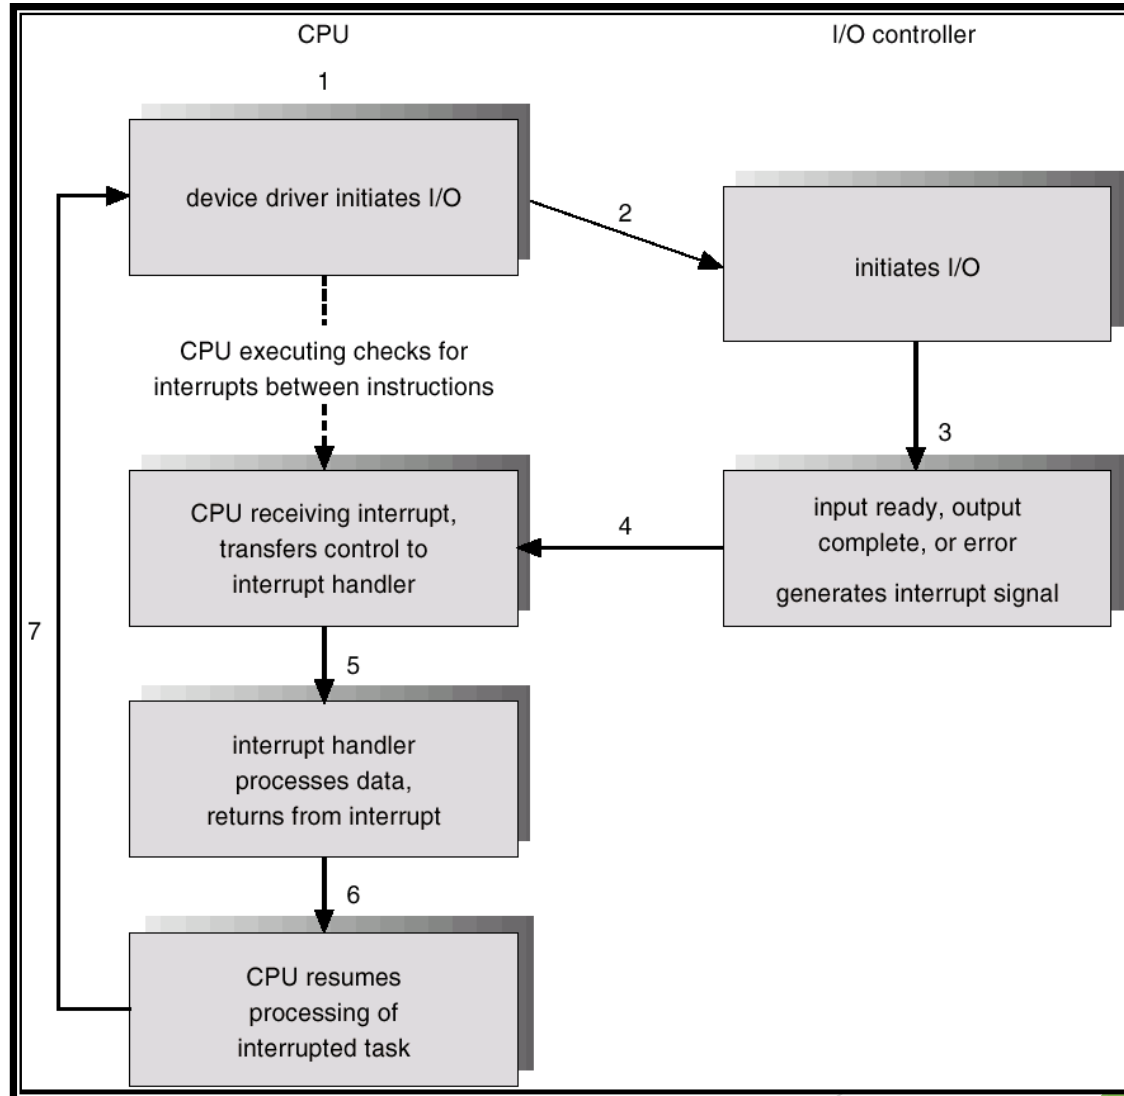 CPU
I/O controller
1
device driver initiates I/O
2
initiates I/O
CPU executing checks for
interrupts between instructions
3
CPU receiving interrupt,
transfers control to
interrupt handler
4
input ready, output
complete, or error
generates interrupt signal
7
5
interrupt handler
processes data,
returns from interrupt
6
CPU resumes
processing of
interrupted task